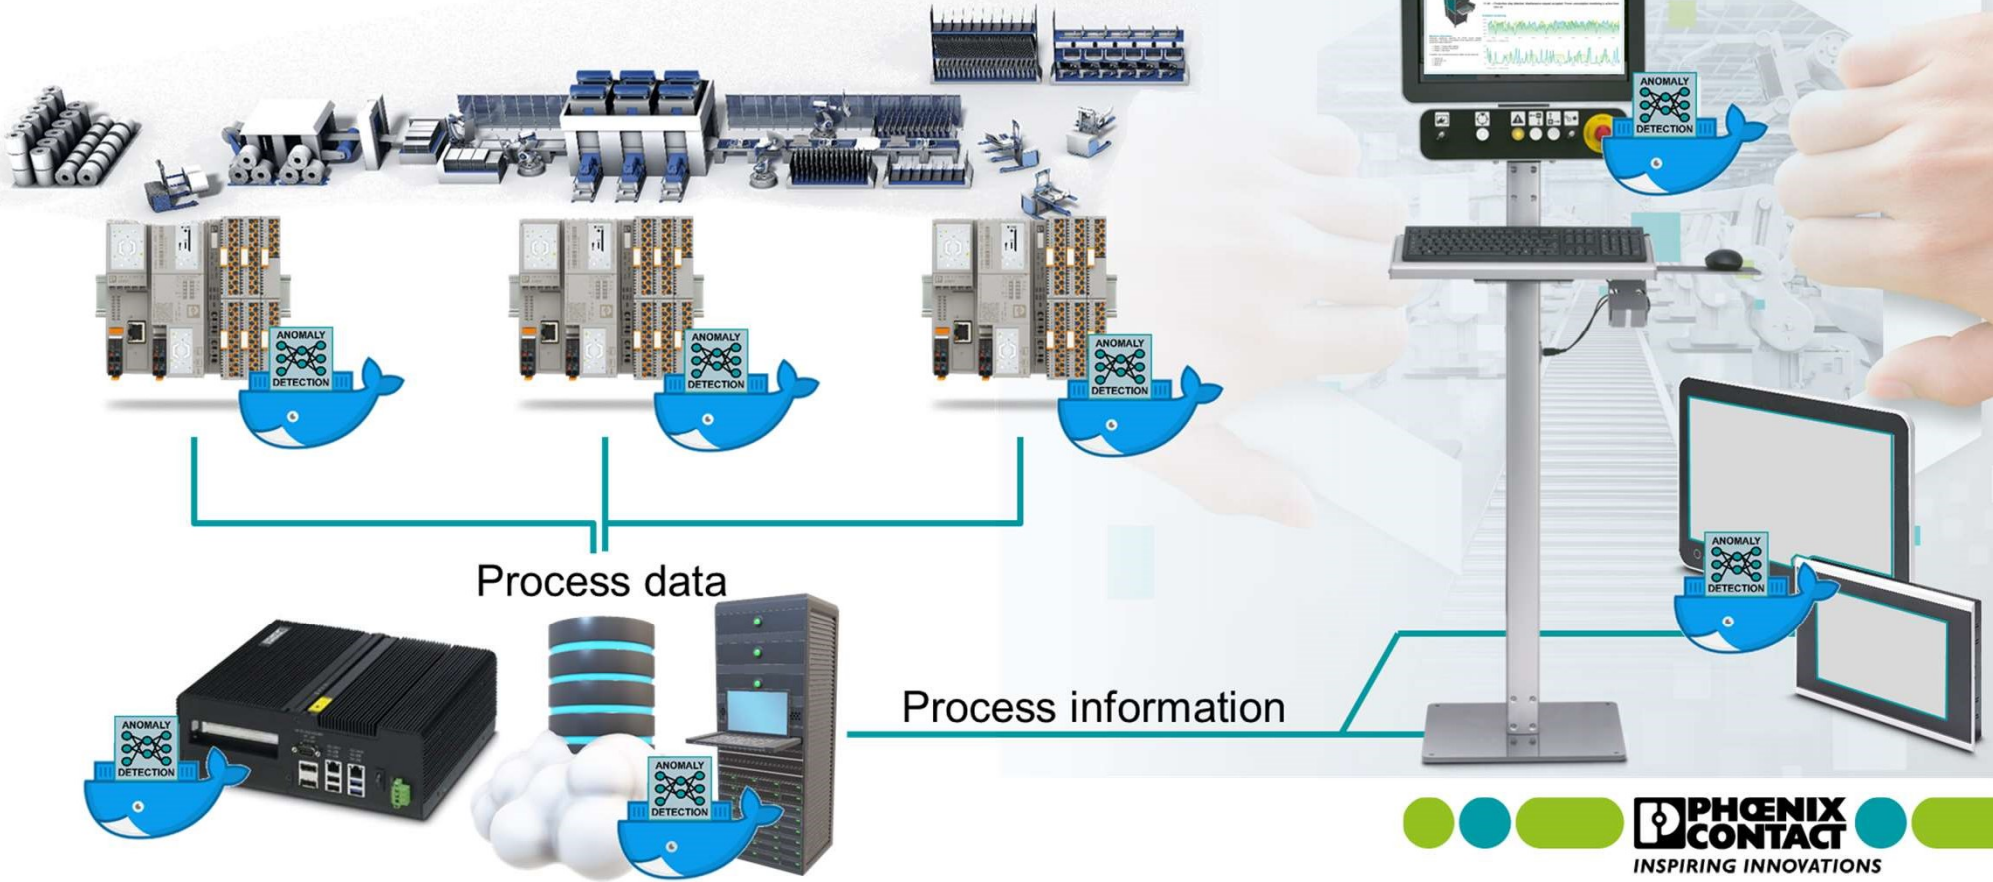 ANOMALY
DETECTION
ANOMALY
DETECTION
ANOMALY
DETECTION
ANOMALY
DETECTION
Process data
ANOMALY
DETECTION
ANOMALY
DETECTION
Process information
ANOMALY
DETECTION
PHŒNIX
CONTACT
INSPIRING INNOVATIONS